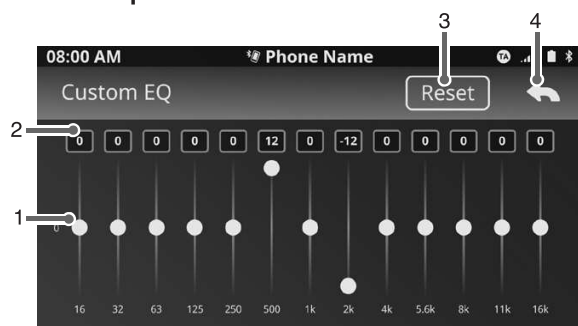 3 4
08:00 AM Phone Name TA
Custom EQ Reset
2 0 0 0 0 0 12 0 -12 0 0 0 0 0
1 0
16 32 63 125 250 500 1k 2k 4k 5.6k 8k 11k 16k